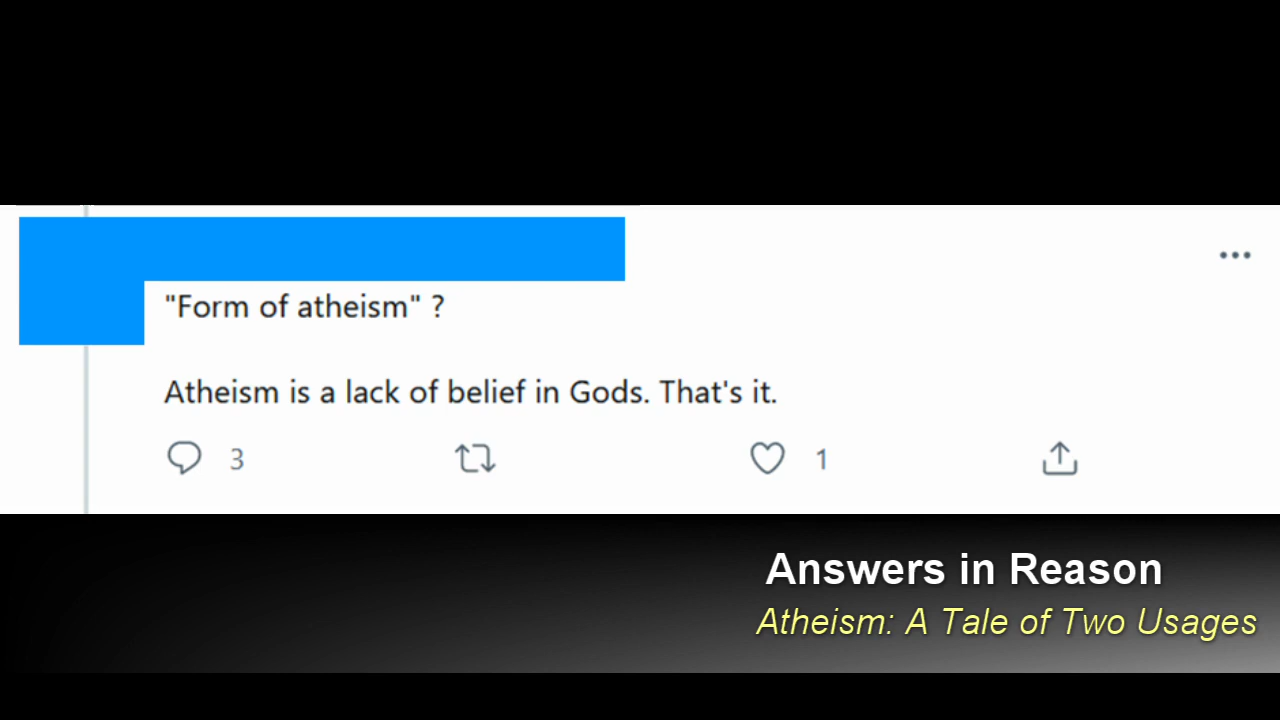 "Form of atheism" ?
Atheism is a lack of belief in Gods. That's it.
3
1
Answers in Reason
Atheism: A Tale of Two Usages